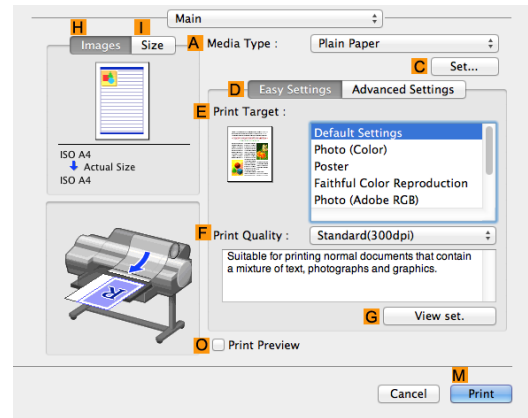 Main
H I
Images Size
A Media Type : Plain Paper
C Set...
D Easy Settings Advanced Settings
E Print Target :
Default Settings
Photo (Color)
Poster
Faithful Color Reproduction
Photo (Adobe RGB)
ISO A4
Actual Size
ISO A4
F Print Quality : Standard(300dpi)
Suitable for printing normal documents that contain
a mixture of text, photographs and graphics.
R
G View set.
O Print Preview
M
Cancel Print